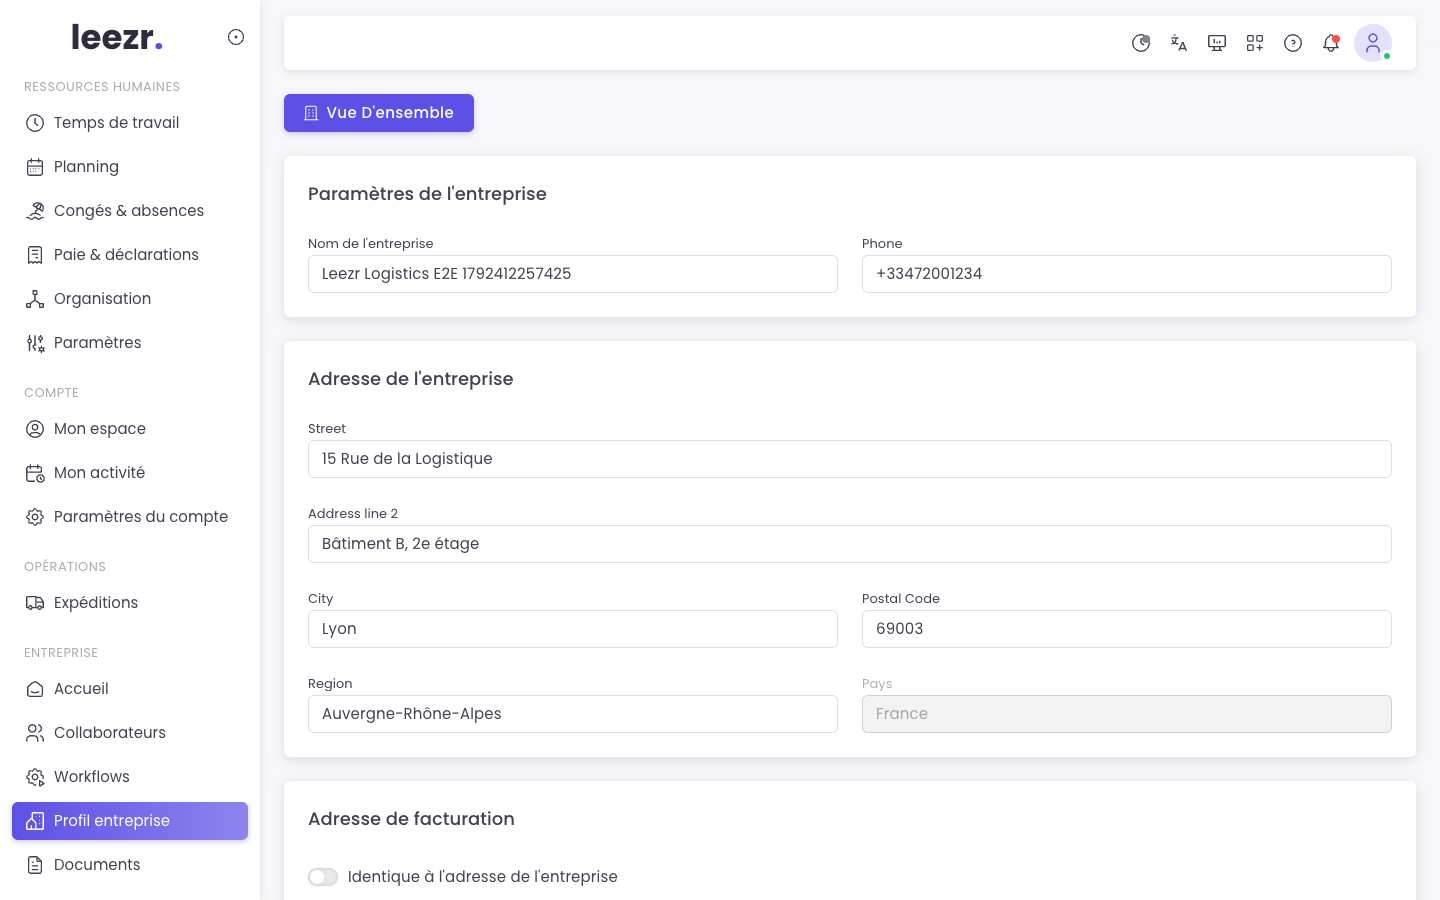 leezr.
RESSOURCES HUMAINES
Temps de travail
Planning
Congés & absences
Paie & déclarations
Organisation
Paramètres
COMPTE
Mon espace
Mon activité
Paramètres du compte
OPÉRATIONS
Expéditions
ENTREPRISE
Accueil
Collaborateurs
Workflows
Profil entreprise
Documents
Vue D'ensemble
Paramètres de l'entreprise
Nom de l'entreprise
Leezr Logistics E2E 1792412257425
Phone
+33472001234
Adresse de l'entreprise
Street
15 Rue de la Logistique
Address line 2
Bâtiment B, 2e étage
City
Lyon
Postal Code
69003
Region
Auvergne-Rhône-Alpes
Pays
France
Adresse de facturation
Identique à l'adresse de l'entreprise